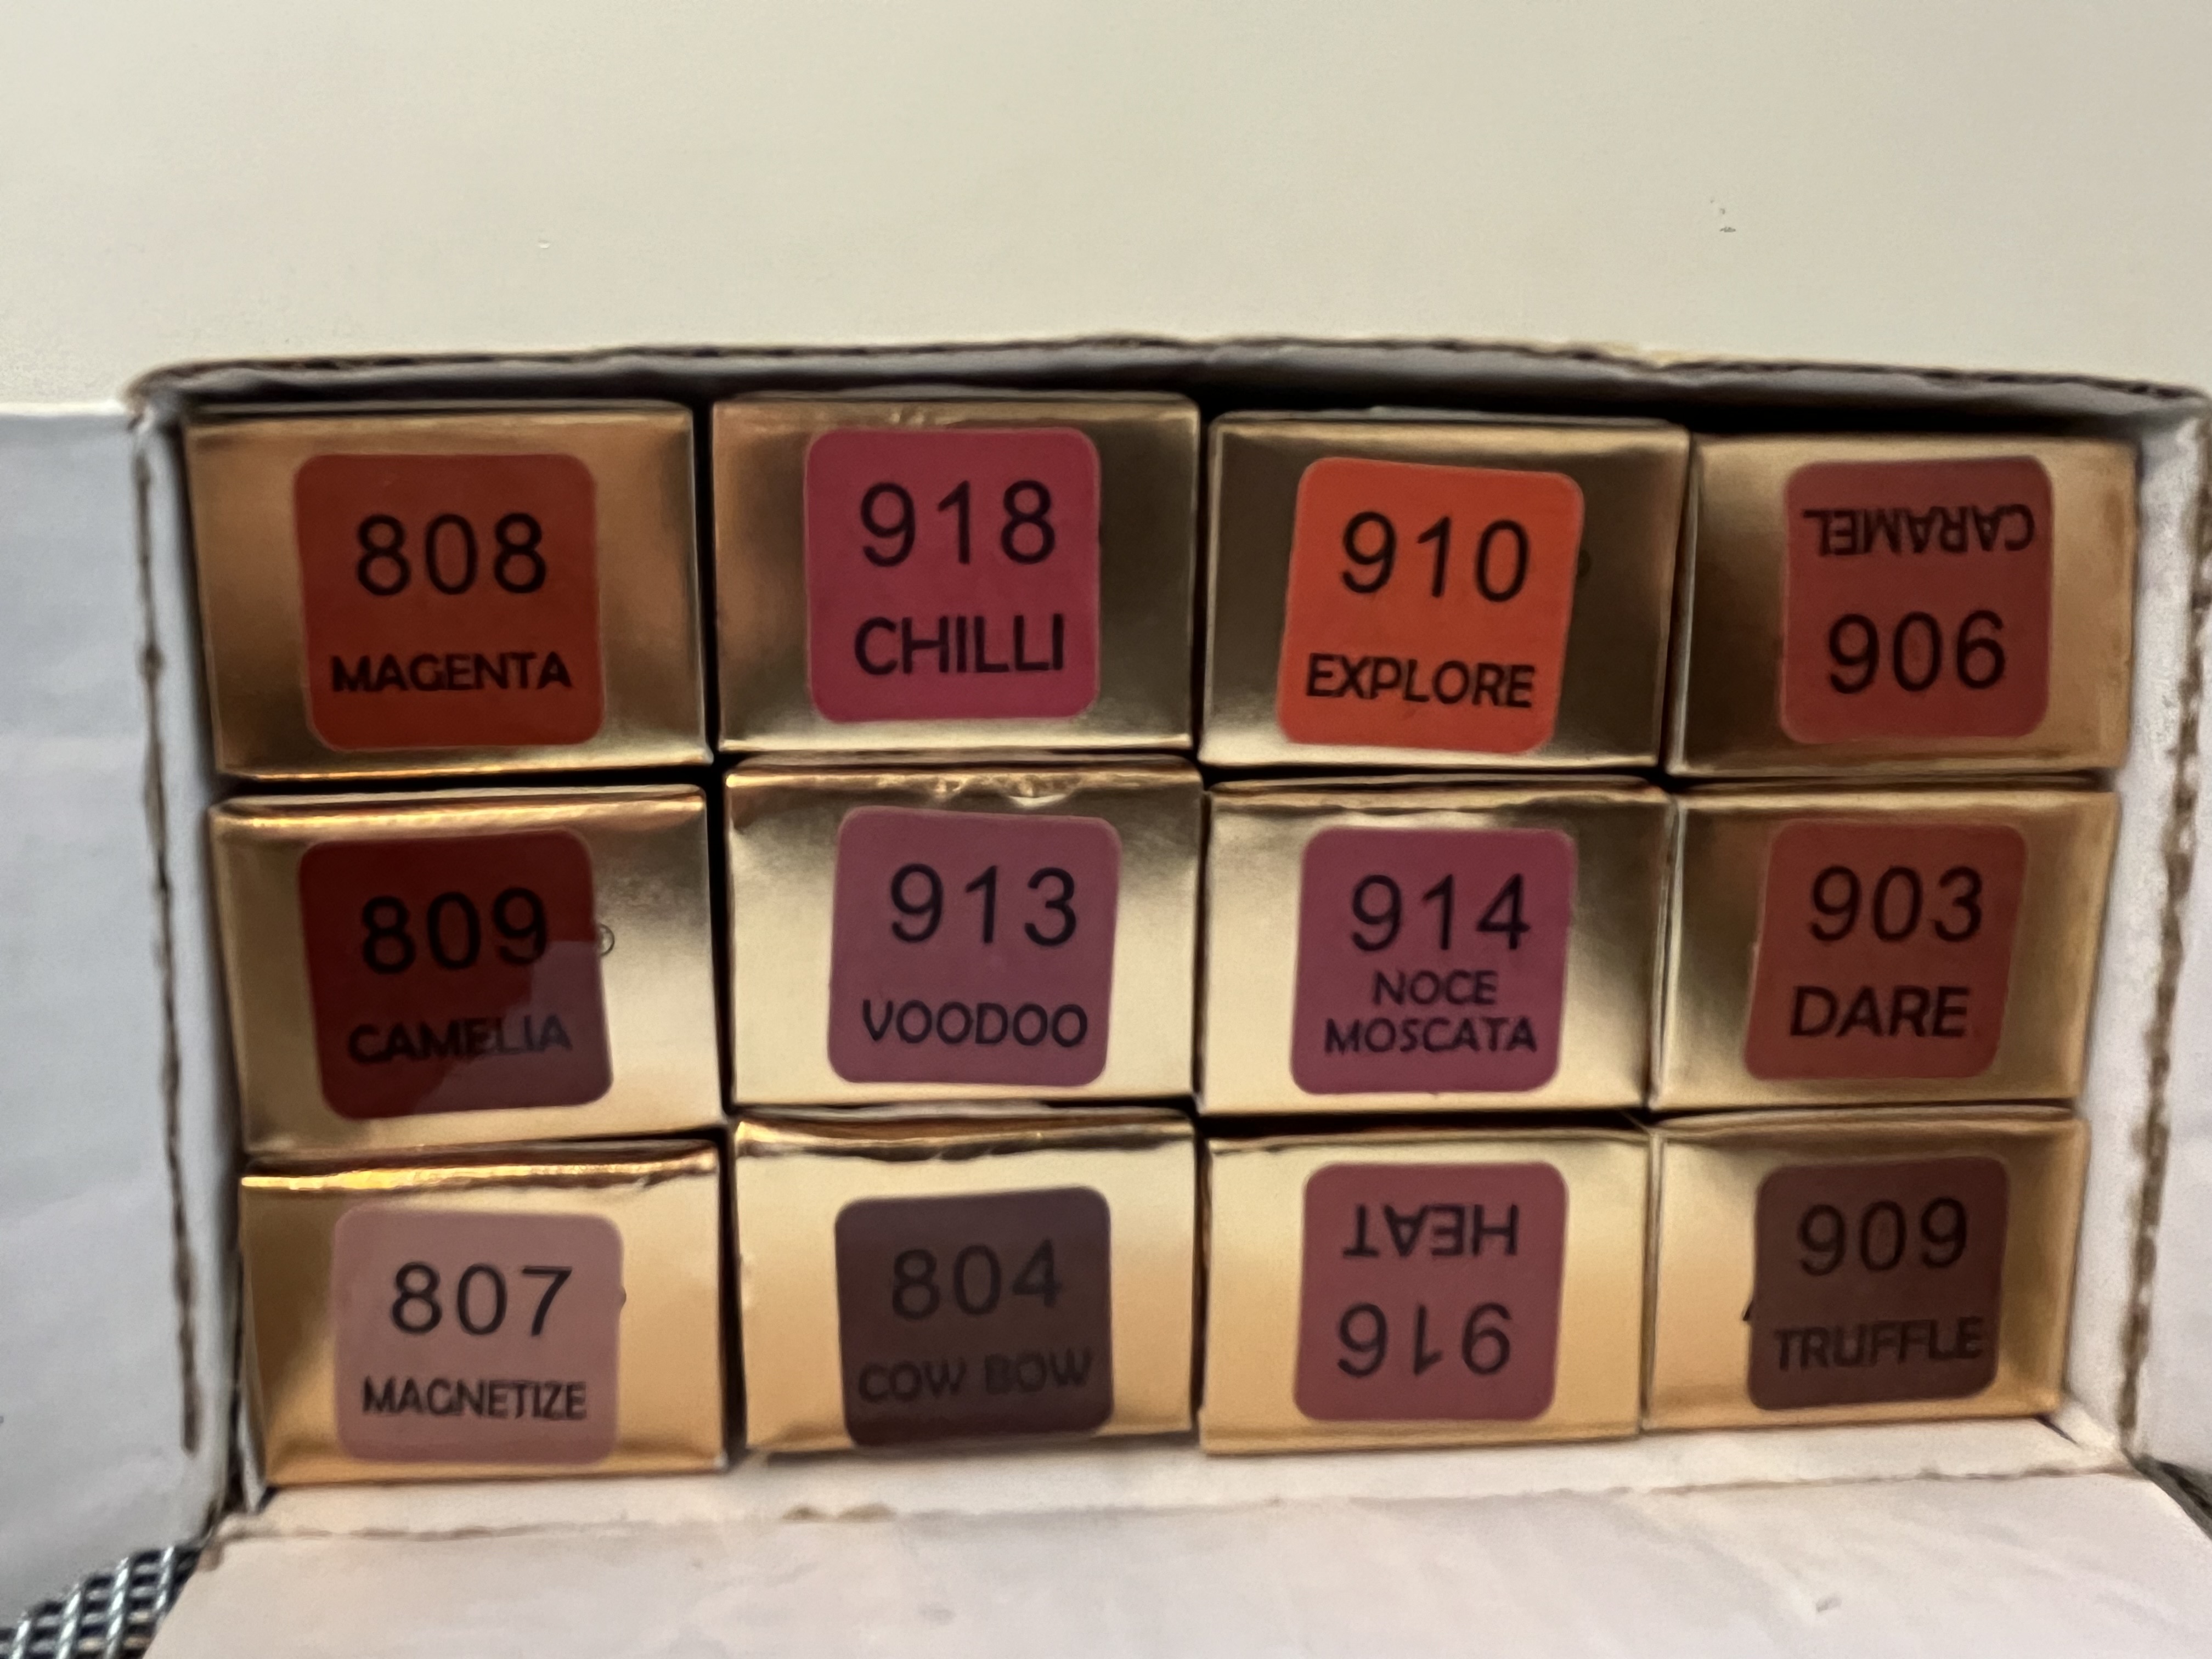 808
MAGENTA
918
CHILLI
910
EXPLORE
906
CARAMEL
809
CAMELIA
®
913
VOODOO
914
NOCE
MOSCATA
903
DARE
807
MAGNETIZE
804
COW BOW
916
HEAT
909
TRUFFLE